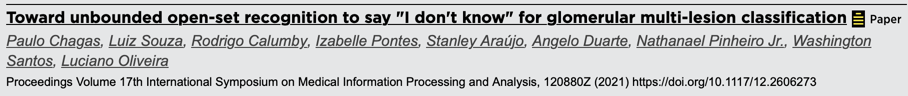 Toward unbounded open-set recognition to say "I don't know" for glomerular multi-lesion classification Paper
Paulo Chagas, Luiz Souza, Rodrigo Calumby, Izabelle Pontes, Stanley Araújo, Angelo Duarte, Nathanael Pinheiro Jr., Washington
Santos, Luciano Oliveira
Proceedings Volume 17th International Symposium on Medical Information Processing and Analysis, 120880Z (2021) https://doi.org/10.1117/12.2606273